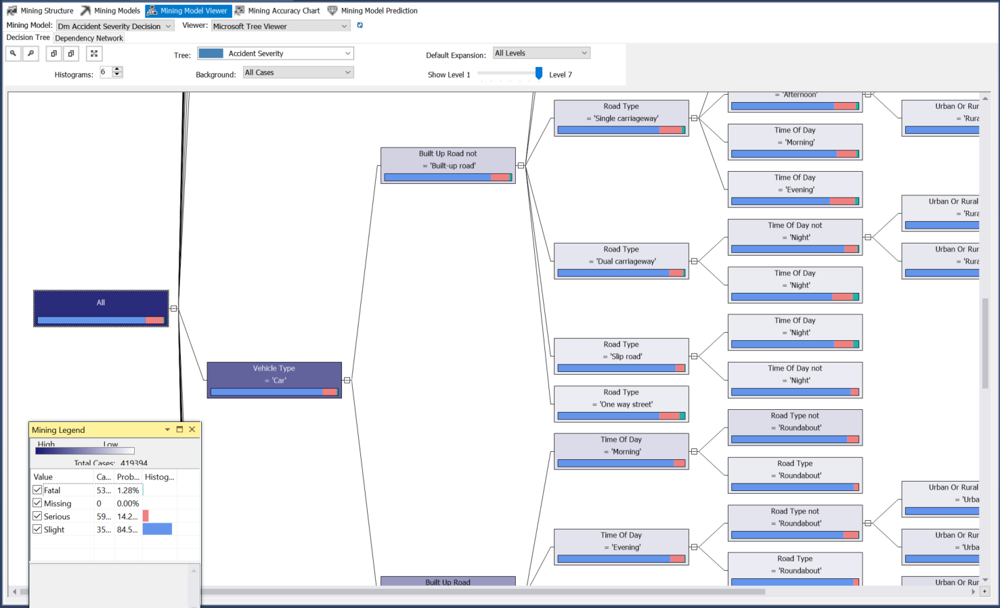 Mining Structure Mining Models Mining Model Viewer Mining Accuracy Chart Mining Model Prediction
Mining Model: Dm Accident Severity Decision Viewer: Microsoft Tree Viewer
Decision Tree Dependency Network
Tree: Accident Severity Default Expansion: All Levels
Histograms: 6 Background: All Cases Show Level 1 Level 7
= 'Afternoon'
Road Type
= 'Single carriageway'
Urban Or Rur
= 'Rura
Time Of Day
= 'Morning'
Built Up Road not
= 'Built-up road'
Time Of Day
= 'Evening'
Urban Or Rural
= 'Rura
Time Of Day not
= 'Night'
Road Type
= 'Dual carriageway'
Urban Or Rur
= 'Rura
Time Of Day
= 'Night'
All
Time Of Day
= 'Night'
Road Type
= 'Slip road'
Vehicle Type
= 'Car'
Time Of Day not
= 'Night'
Road Type
= 'One way street'
Road Type not
= 'Roundabout'
Time Of Day
= 'Morning'
Road Type
= 'Roundabout'
Urban Or Rural
= 'Urba
Road Type not
= 'Roundabout'
Time Of Day
= 'Evening'
Urban Or Rur
= 'Urba
Road Type
= 'Roundabout'
Built Up Road
Urban Or Rur
Mining Legend
High Low
Total Cases: 419394
Value Ca... Prob... Histog...
Fatal 53... 1.28%
Missing 0 0.00%
Serious 59... 14.2...
Slight 35... 84.5...